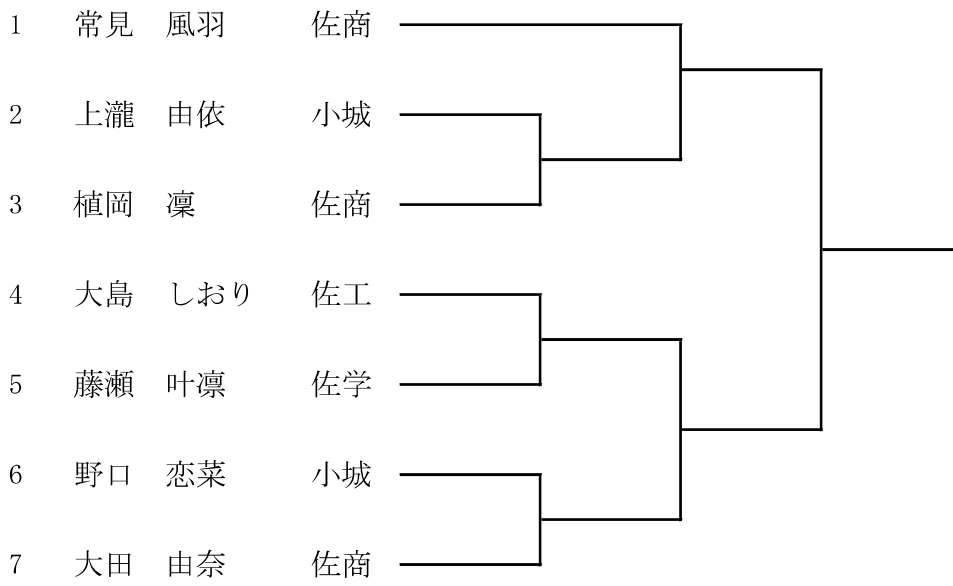 1 常見 風羽 佐商
2 上瀧 由依 小城
3 植岡 凜 佐商
4 大島 しおり 佐工
5 藤瀬 叶凛 佐学
6 野口 恋菜 小城
7 大田 由奈 佐商